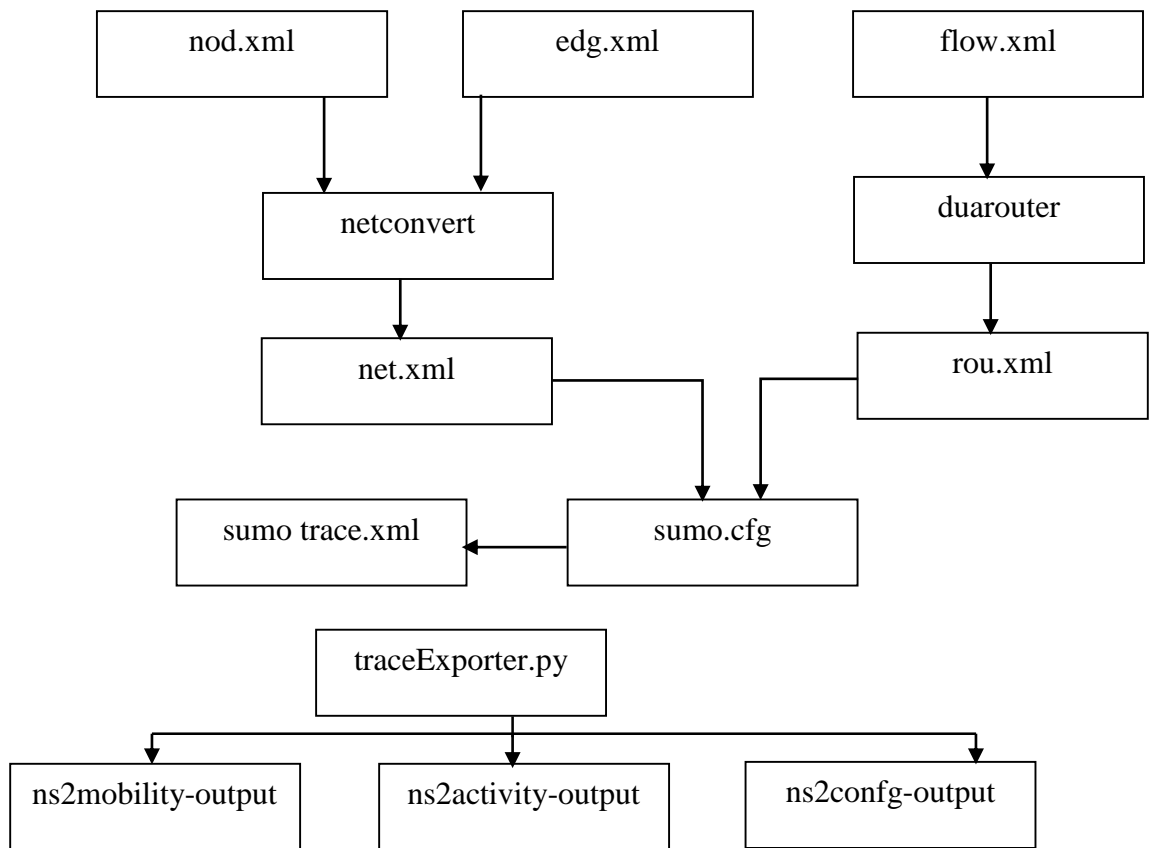 nod.xml
edg.xml
flow.xml
netconvert
duarouter
net.xml
rou.xml
sumo trace.xml
sumo.cfg
traceExporter.py
ns2mobility-output
ns2activity-output
ns2confg-output